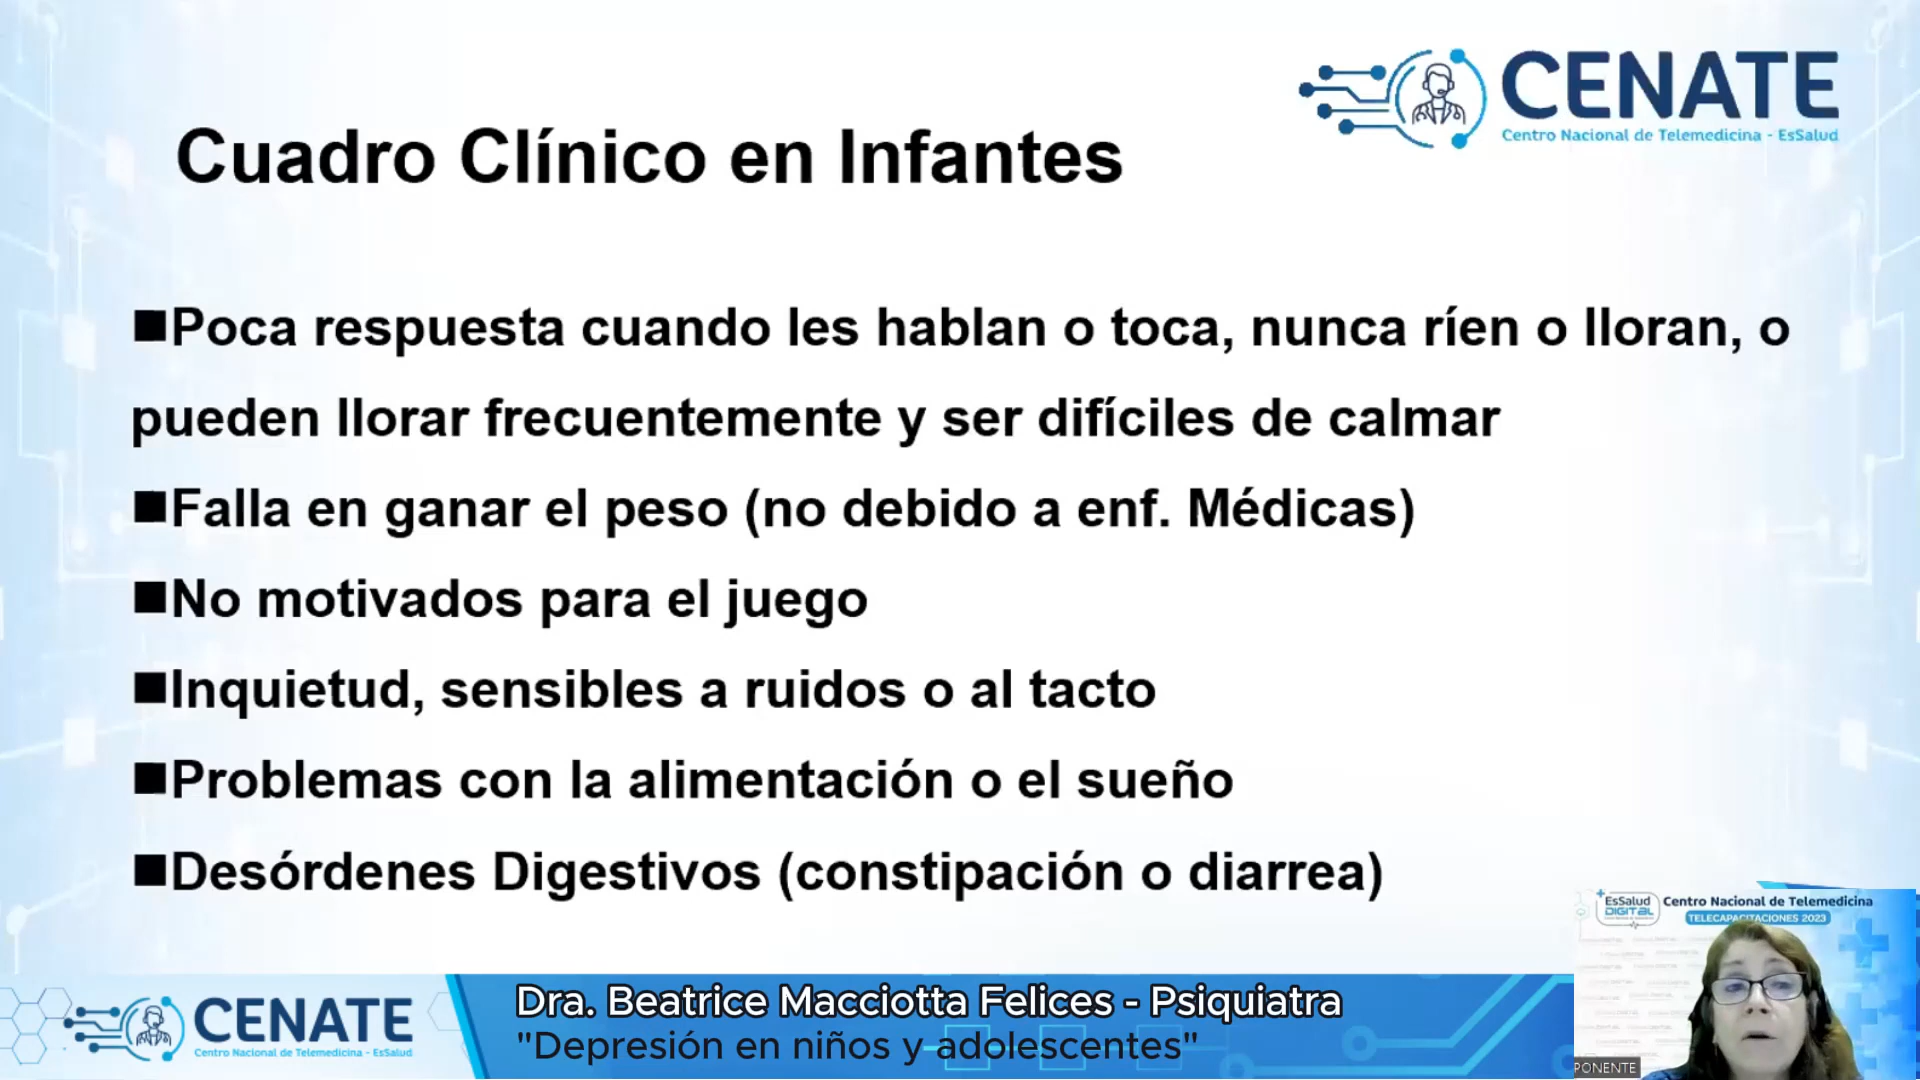 CENATE
Centro Nacional de Telemedicina - EsSalud
Cuadro Clínico en Infantes
■Poca respuesta cuando les hablan o toca, nunca ríen o lloran, o
pueden llorar frecuentemente y ser difíciles de calmar
■Falla en ganar el peso (no debido a enf. Médicas)
■No motivados para el juego
■Inquietud, sensibles a ruidos o al tacto
■Problemas con la alimentación o el sueño
■Desórdenes Digestivos (constipación o diarrea)
EsSalud
DIGITAL
Centro Nacional de Telemedicina
TELECAPACITACIONES 2023
PONENTE
CENATE
Centro Nacional de Telemedicina - EsSalud
Dra. Beatrice Macciotta Felices - Psiquiatra
"Depresión en niños y adolescentes"